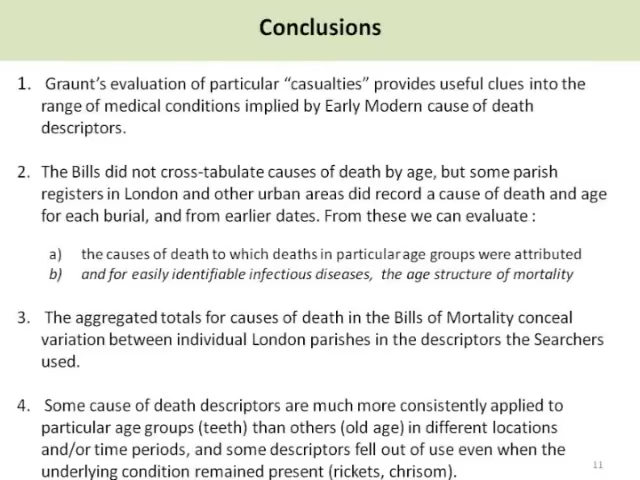 Conclusions
1. Graunt's evaluation of particular “casualties” provides useful clues into the
range of medical conditions implied by Early Modern cause of death
descriptors.
2. The Bills did not cross-tabulate causes of death by age, but some parish
registers in London and other urban areas did record a cause of death and age
for each burial, and from earlier dates. From these we can evaluate :
a) the causes of death to which deaths in particular age groups were attributed
b) and for easily identifiable infectious diseases, the age structure of mortality
3. The aggregated totals for causes of death in the Bills of Mortality conceal
variation between individual London parishes in the descriptors the Searchers
used.
4. Some cause of death descriptors are much more consistently applied to
particular age groups (teeth) than others (old age) in different locations
and/or time periods, and some descriptors fell out of use even when the
underlying condition remained present (rickets, chrisom).
11